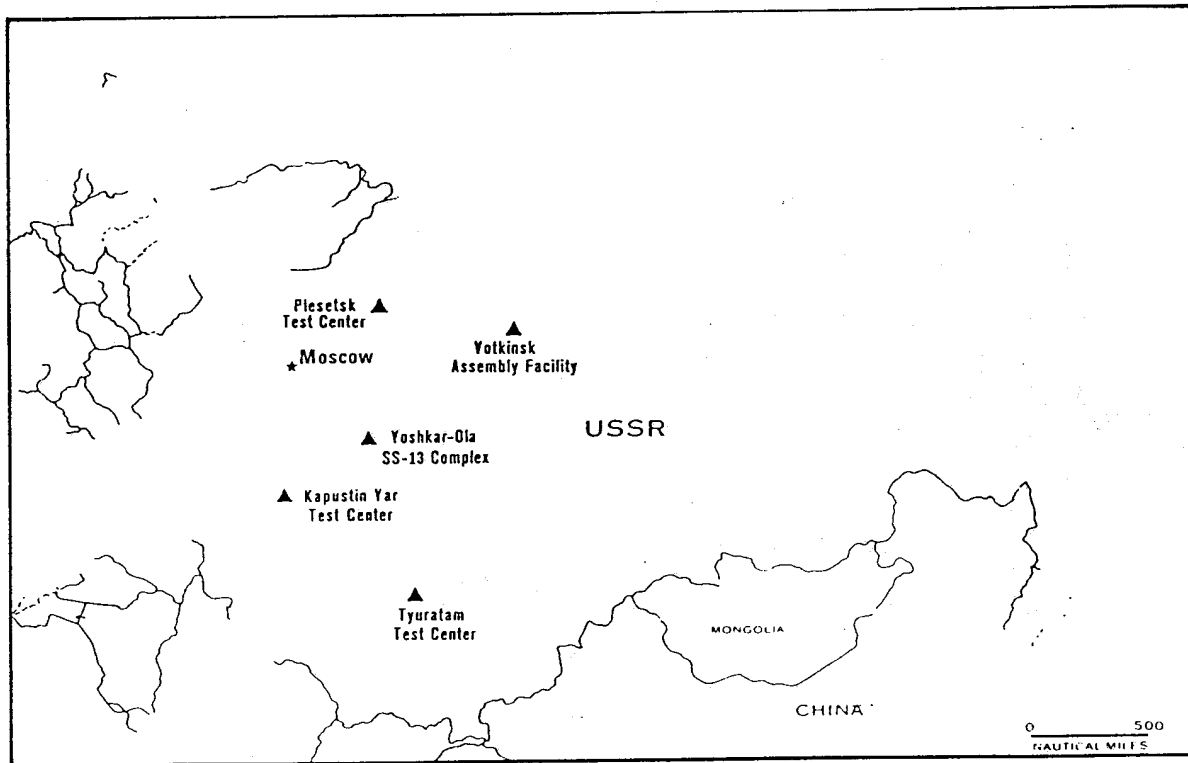 Plesetsk
Test Center
Moscow
Votkinsk
Assembly Facility
USSR
Yoshkar-Ola
SS-13 Complex
Kapustin Yar
Test Center
Tyuratam
Test Center
MONGOLIA
CHINA
0 500
NAUTICAL MILES